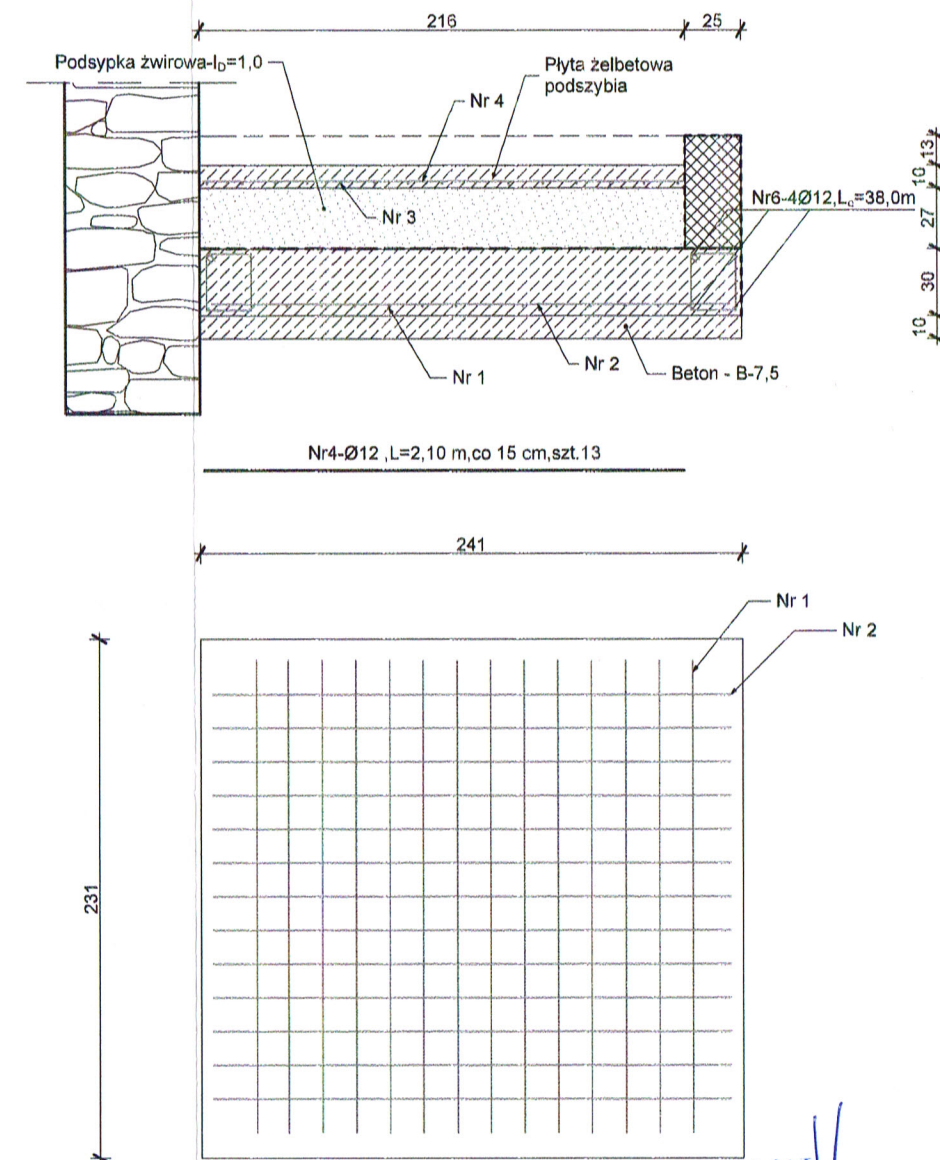 216
25
Podsypka żwirowa-I_D=1,0
Płyta żelbetowa
podszybia
Nr 4
13
10
Nr6-4Ø12,L_c=38,0m
Nr 3
27
30
10
Nr 1
Nr 2
Beton - B-7,5
Nr4-Ø12 ,L=2,10 m,co 15 cm,szt.13
241
Nr 1
Nr 2
231